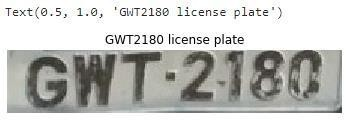 Text(0.5, 1.0, 'GWT2180 license plate')
GWT2180 license plate
GWT·2180